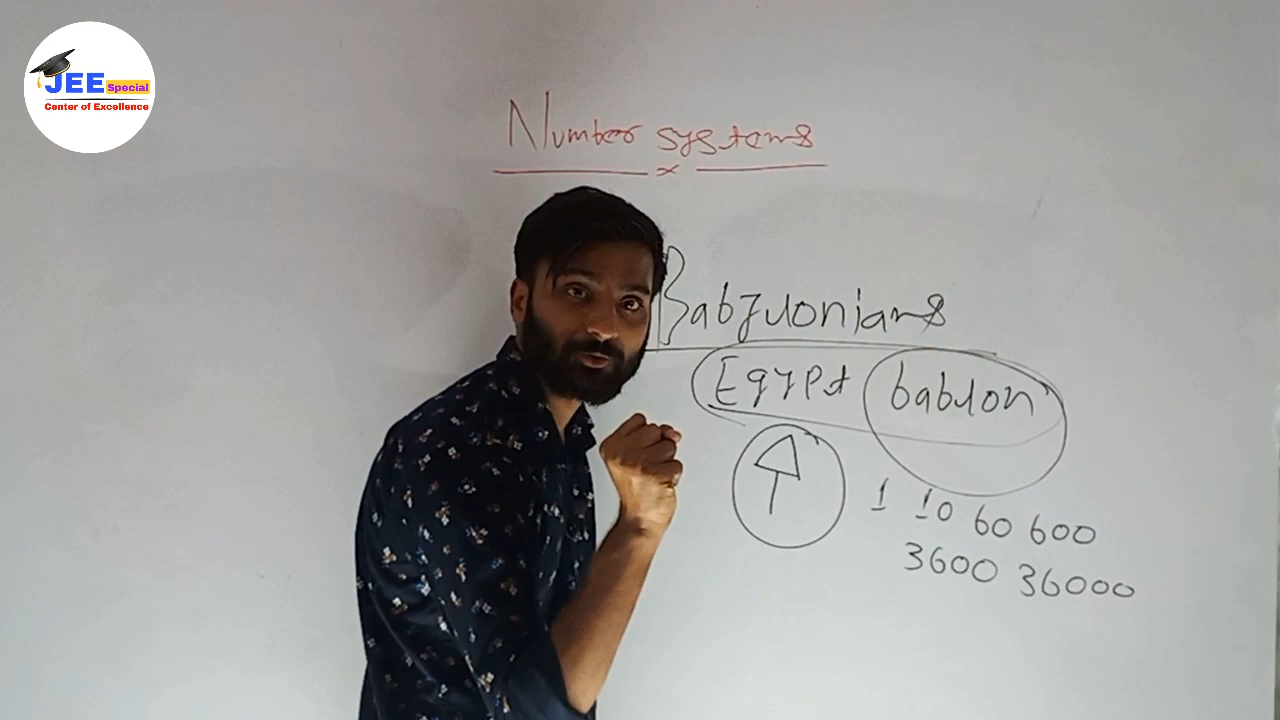 JEE Special
Center of Excellence
Number systems
Babylonians
Egypt babylon
1 10 60 600
3600 36000